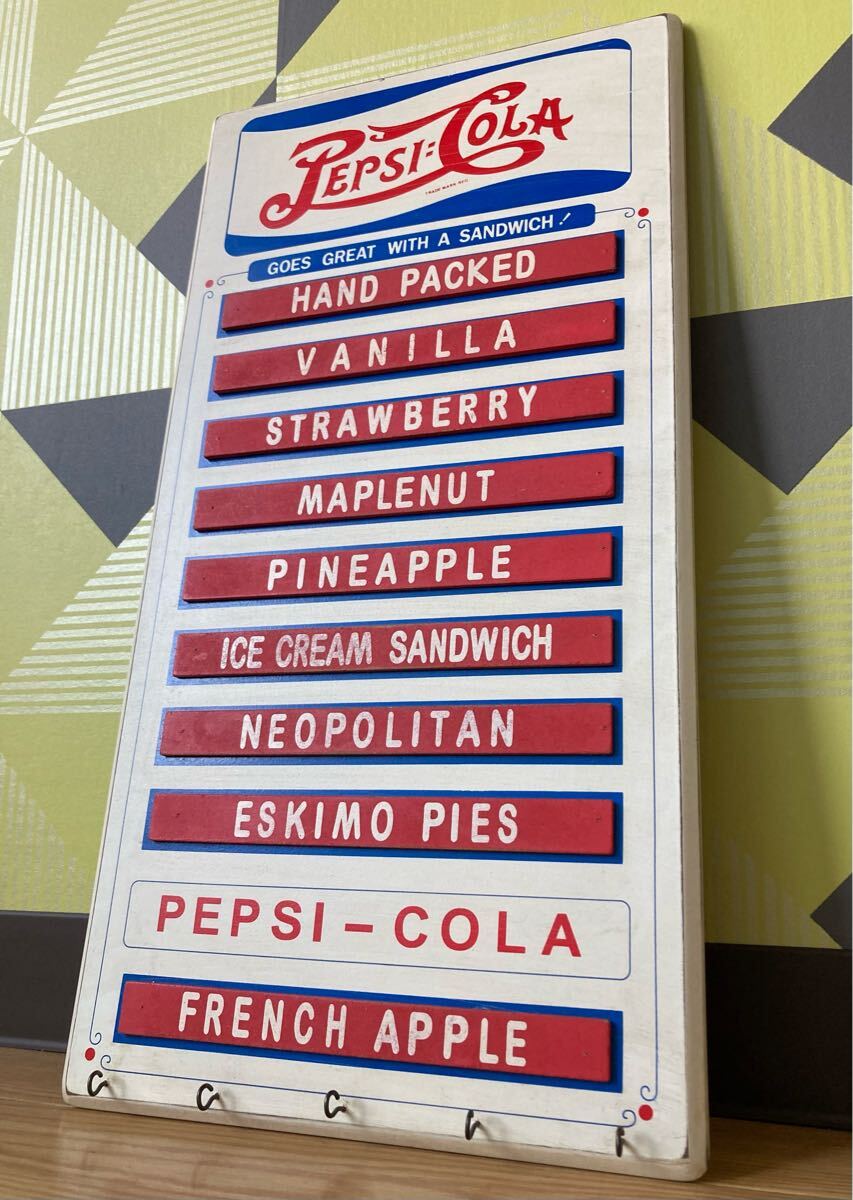 PEPSI=COLA
TRADE MARK REG.
GOES GREAT WITH A SANDWICH!
HAND PACKED
VANILLA
STRAWBERRY
MAPLENUT
PINEAPPLE
ICE CREAM SANDWICH
NEOPOLITAN
ESKIMO PIES
PEPSI-COLA
FRENCH APPLE